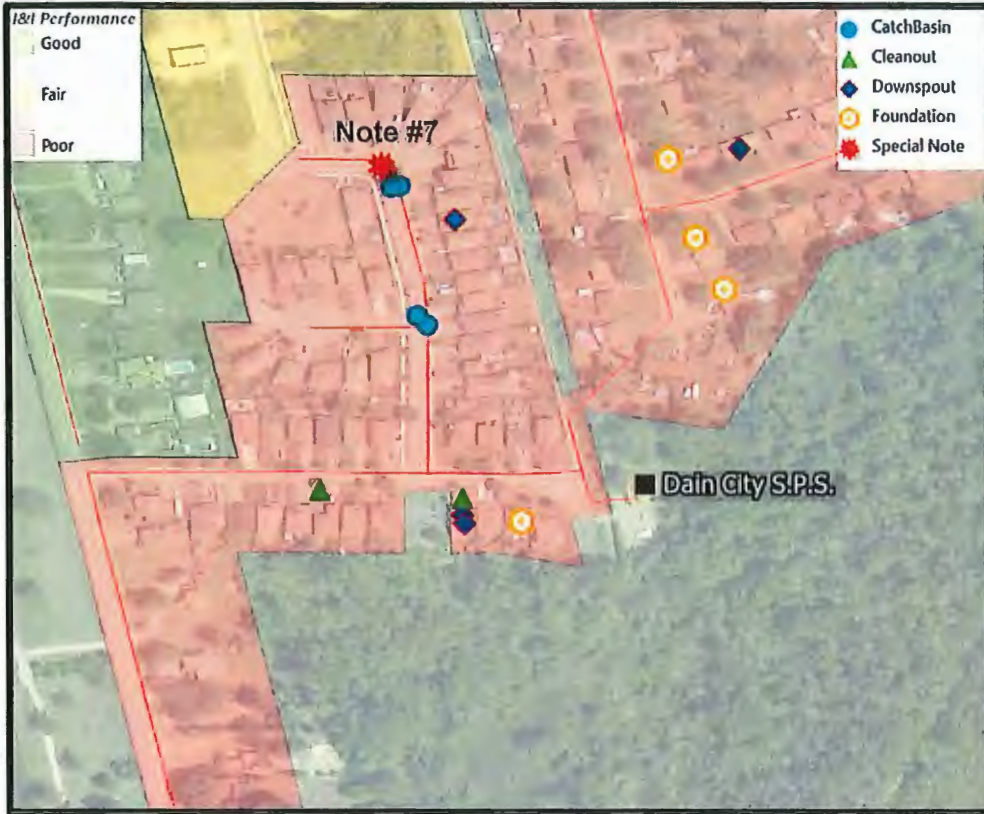 I&I Performance
Good
Fair
Poor
CatchBasin
Cleanout
Downspout
Foundation
Special Note
Note #7
Dain City S.P.S.